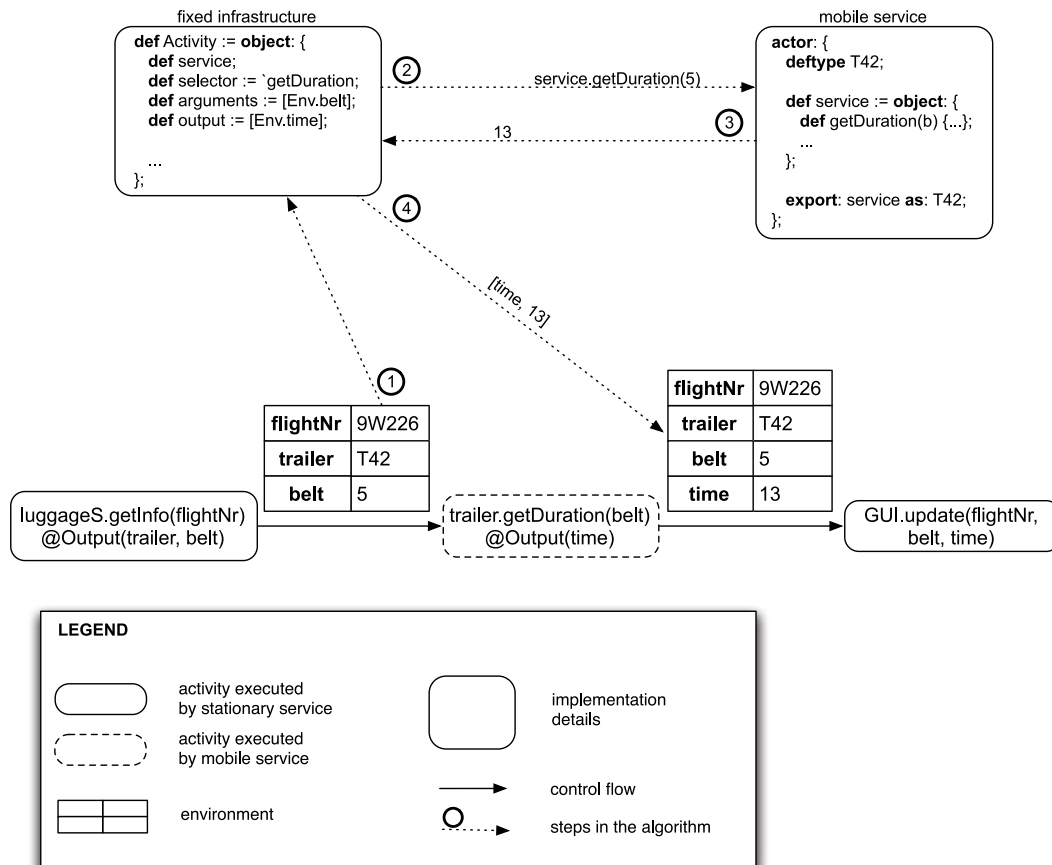 fixed infrastructure
def Activity := object: {
def service;
def selector := `getDuration;
def arguments := [Env.belt];
def output := [Env.time];
...
};
2
service.getDuration(5)
13
3
mobile service
actor: {
deftype T42;
def service := object: {
def getDuration(b) {...};
...
};
export: service as: T42;
};
4
[time, 13]
1
flightNr 9W226
trailer T42
belt 5
flightNr 9W226
trailer T42
belt 5
time 13
luggageS.getInfo(flightNr)
@Output(trailer, belt)
trailer.getDuration(belt)
@Output(time)
GUI.update(flightNr,
belt, time)
LEGEND
activity executed
by stationary service
activity executed
by mobile service
environment
implementation
details
control flow
steps in the algorithm